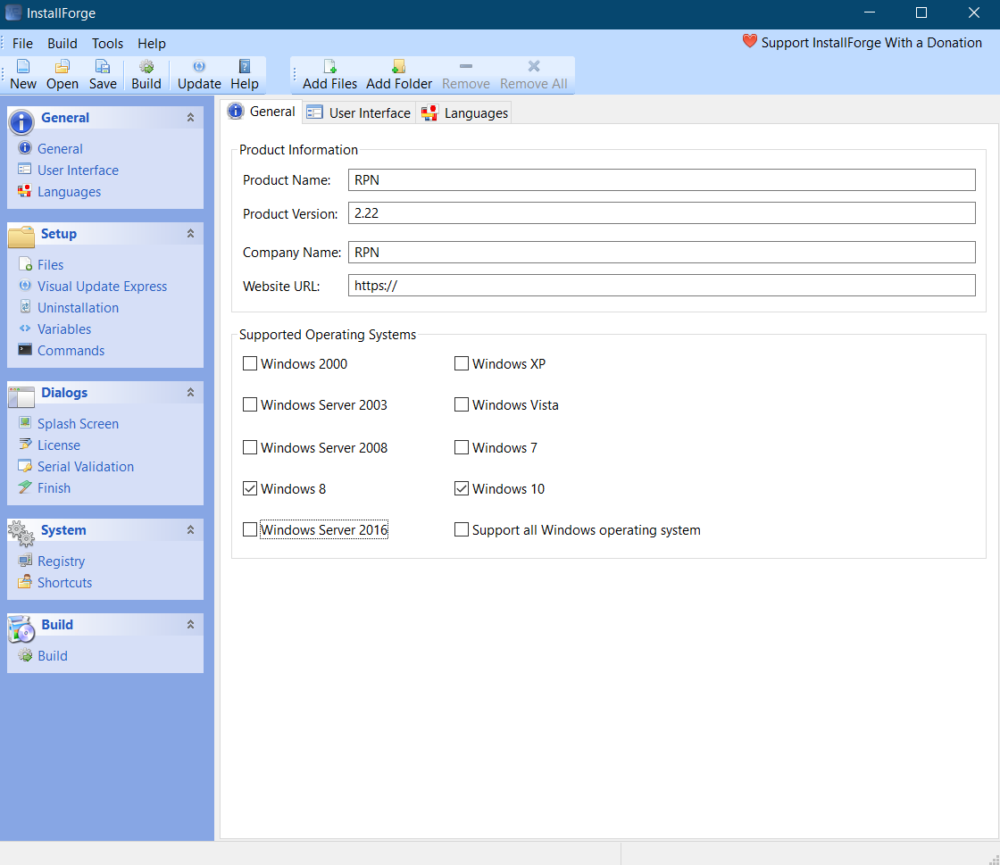 InstallForge
File Build Tools Help
Support InstallForge With a Donation
New Open Save Build Update Help Add Files Add Folder Remove Remove All
General
General
User Interface
Languages
Setup
Files
Visual Update Express
Uninstallation
Variables
Commands
Dialogs
Splash Screen
License
Serial Validation
Finish
System
Registry
Shortcuts
Build
Build
General User Interface Languages
Product Information
Product Name: RPN
Product Version: 2.22
Company Name: RPN
Website URL: https://
Supported Operating Systems
Windows 2000 Windows XP
Windows Server 2003 Windows Vista
Windows Server 2008 Windows 7
Windows 8 Windows 10
Windows Server 2016 Support all Windows operating system